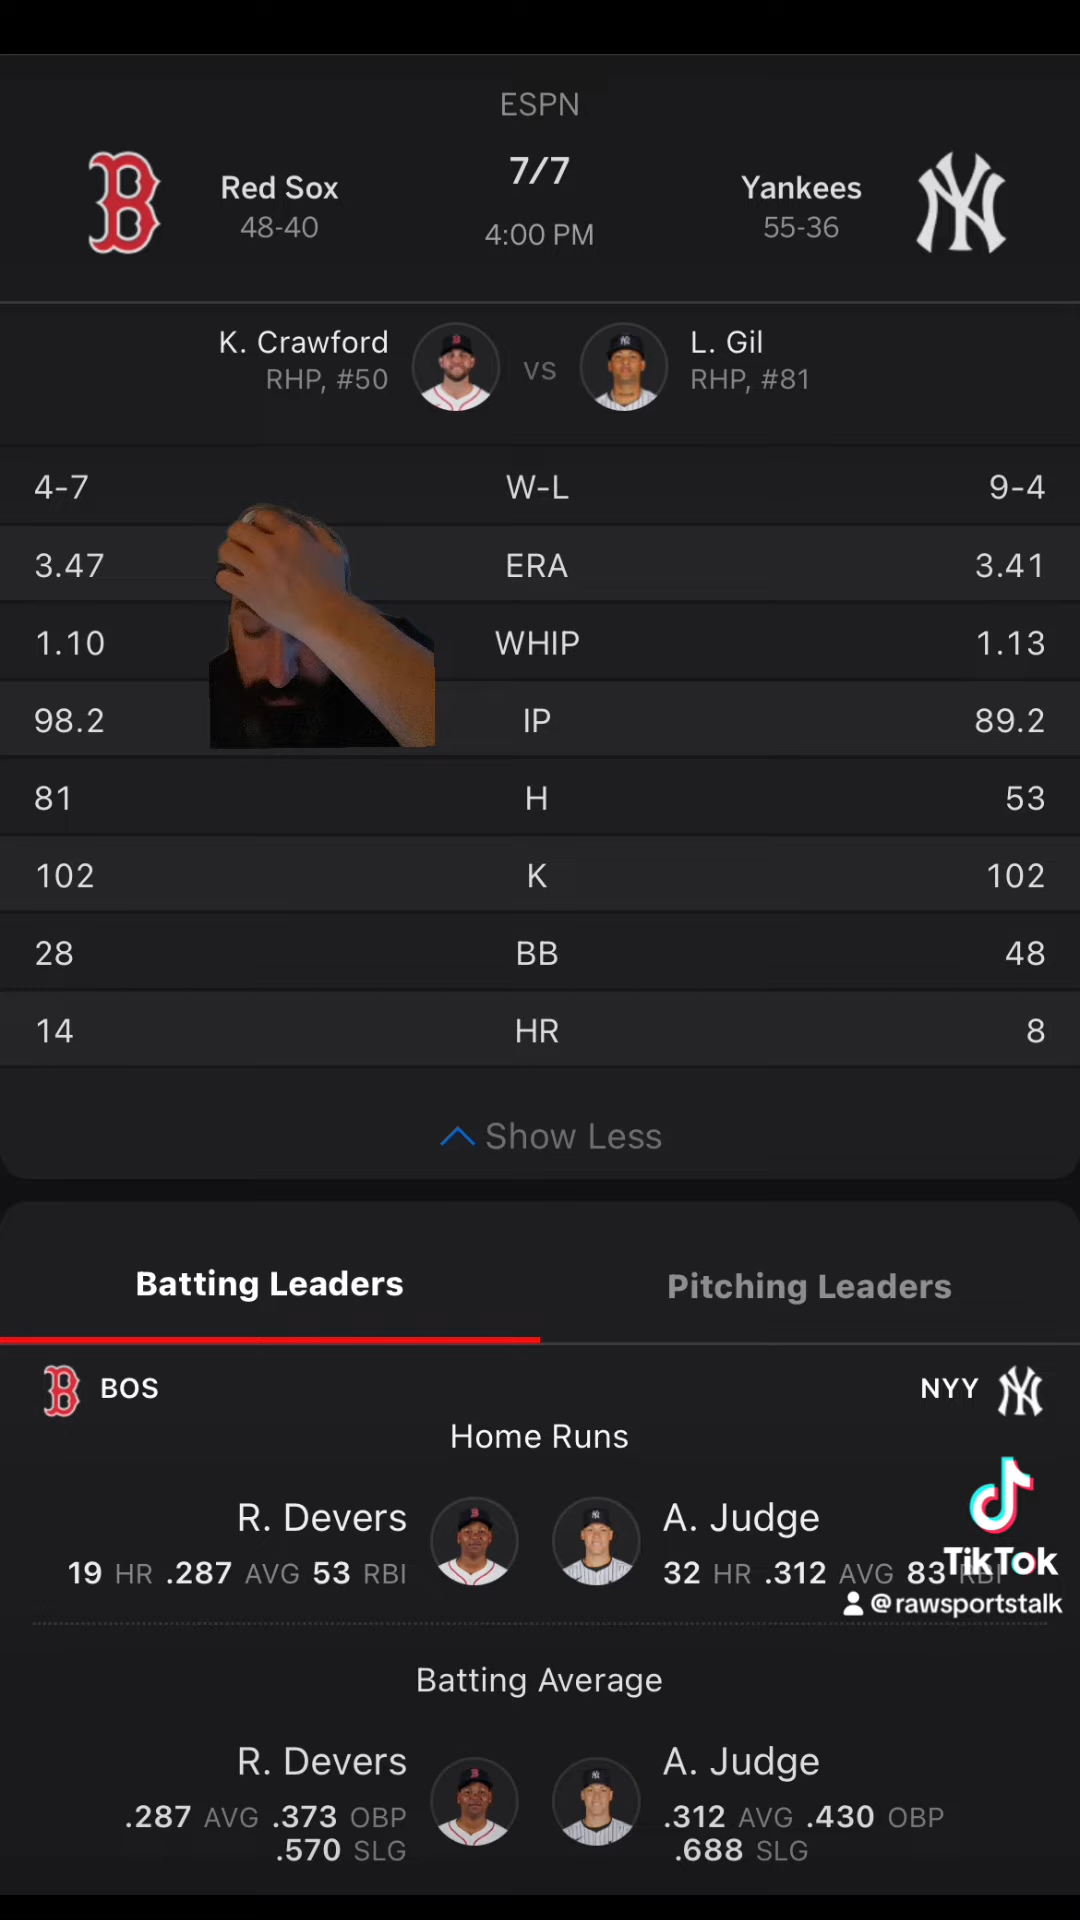 ESPN
Red Sox
48-40
7/7
4:00 PM
Yankees
55-36
K. Crawford
RHP, #50
vs
L. Gil
RHP, #81
4-7 W-L 9-4
3.47 ERA 3.41
1.10 WHIP 1.13
98.2 IP 89.2
81 H 53
102 K 102
28 BB 48
14 HR 8
Show Less
Batting Leaders
Pitching Leaders
B BOS
NYY NY
Home Runs
R. Devers
19 HR .287 AVG 53 RBI
A. Judge
32 HR .312 AVG 83 RBI
TikTok
@rawsportstalk
Batting Average
R. Devers
.287 AVG .373 OBP
.570 SLG
A. Judge
.312 AVG .430 OBP
.688 SLG